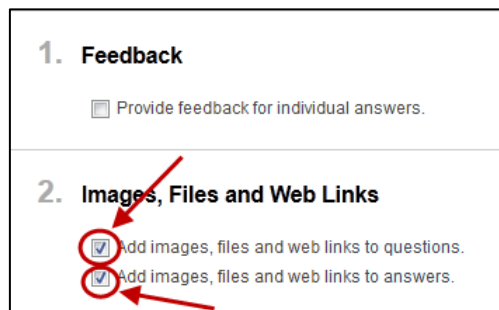 1. Feedback
Provide feedback for individual answers.
2. Images, Files and Web Links
Add images, files and web links to questions.
Add images, files and web links to answers.